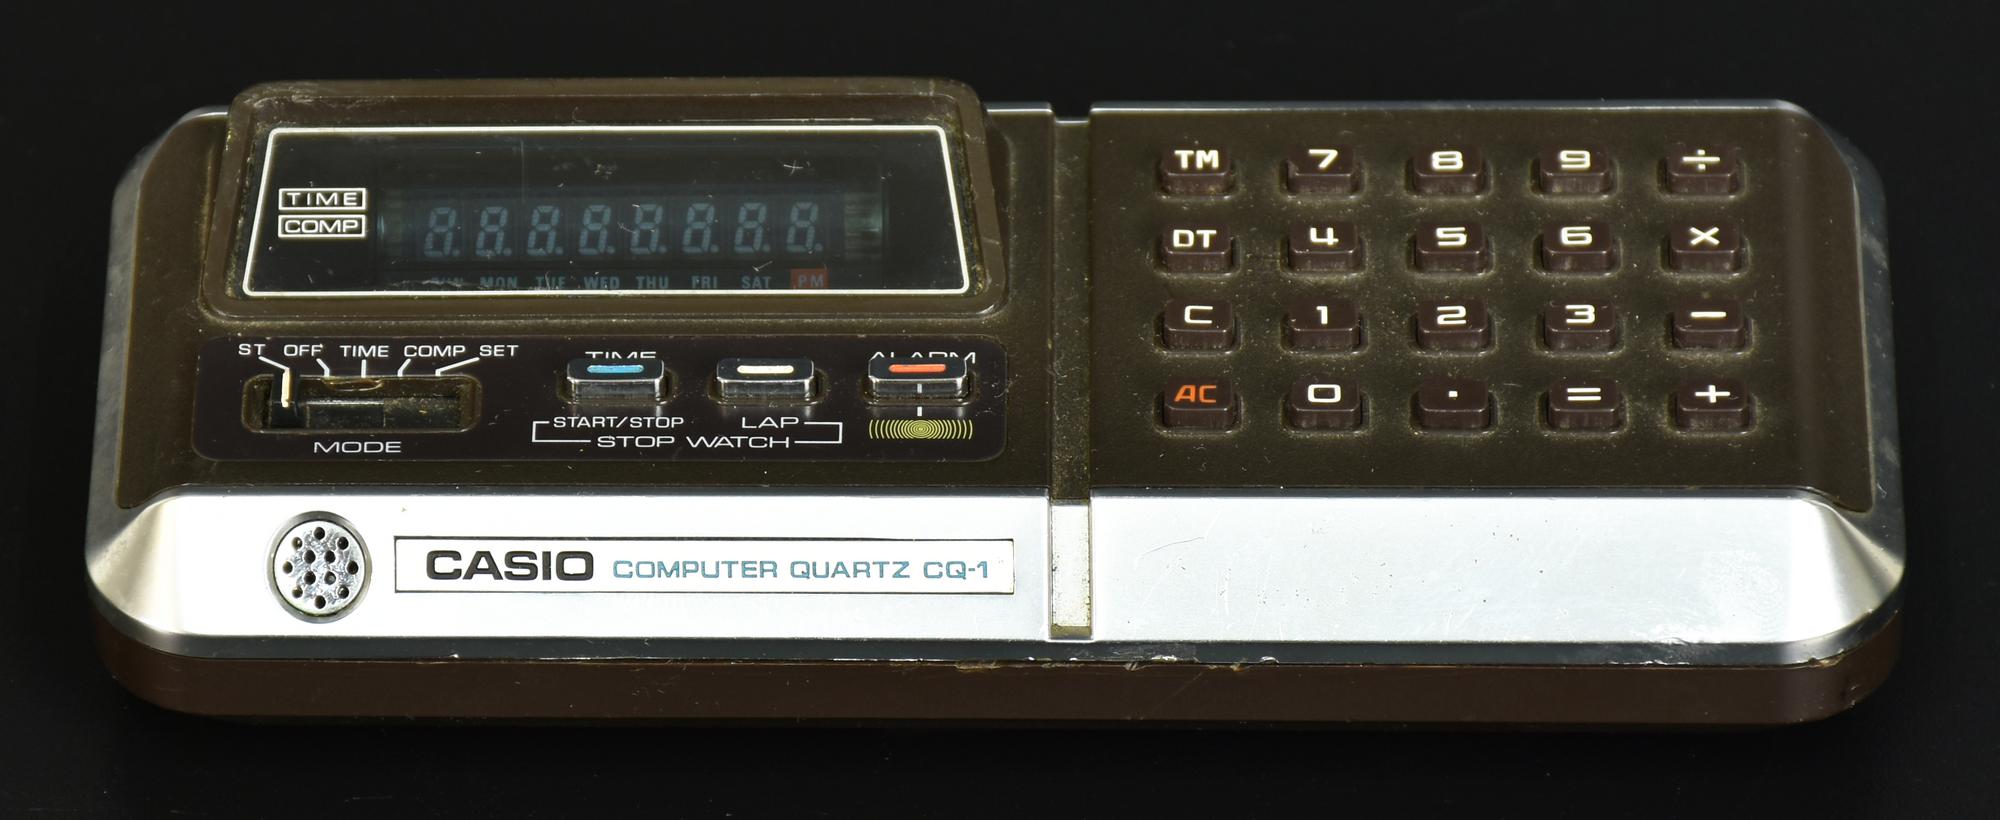 TIME
COMP
8.8.8.8.8.8.8.8.
SUN MON TUE WED THU FRI SAT PM
ST OFF TIME COMP SET
MODE
TIME ALARM
START/STOP LAP
STOP WATCH
CASIO COMPUTER QUARTZ CQ-1
TM 7 8 9 ÷
DT 4 5 6 X
C 1 2 3 −
AC 0 · = +